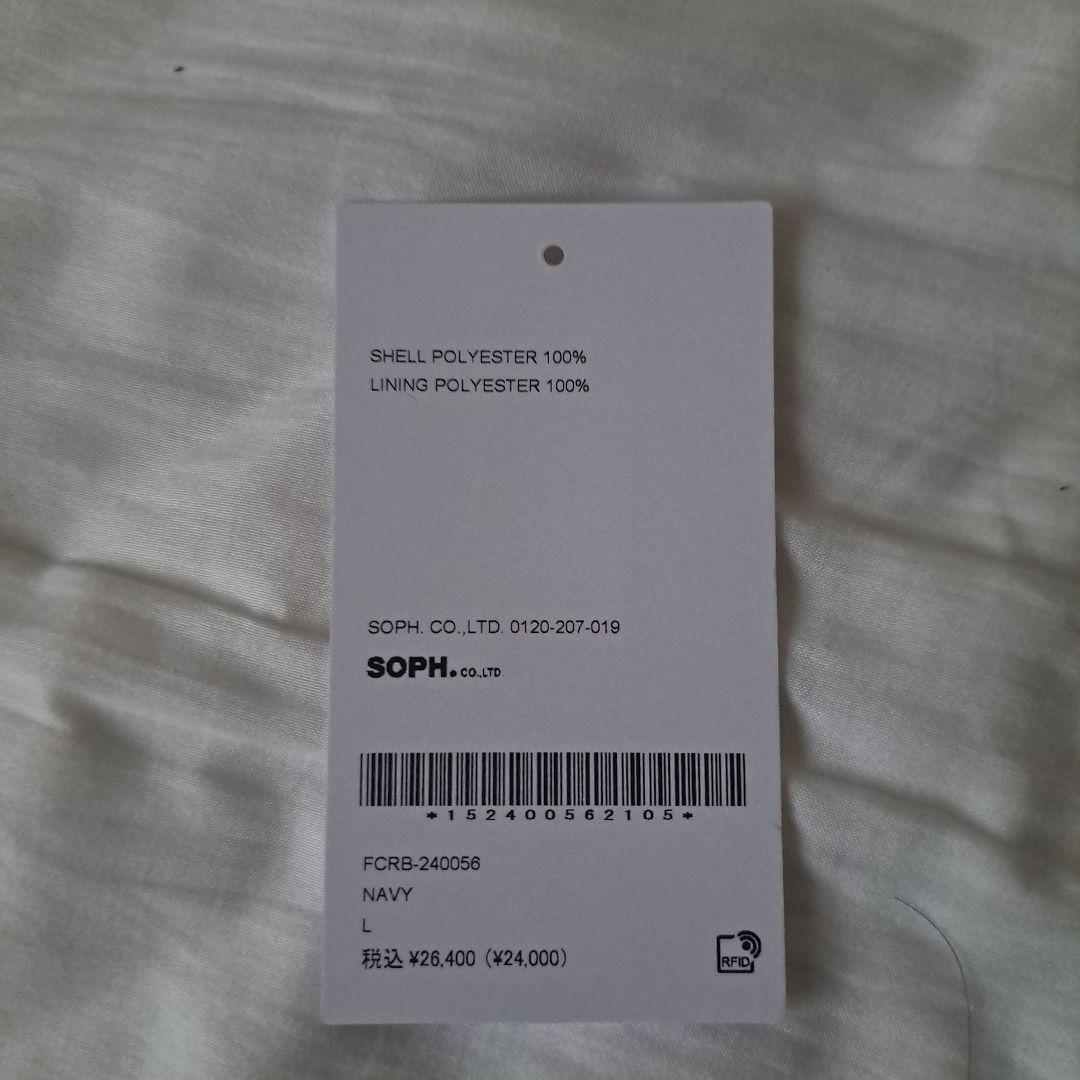 SHELL POLYESTER 100%
LINING POLYESTER 100%
SOPH. CO.,LTD. 0120-207-019
SOPH. CO.,LTD.
*152400562105*
FCRB-240056
NAVY
L
税込 ¥26,400 (¥24,000)
RFID